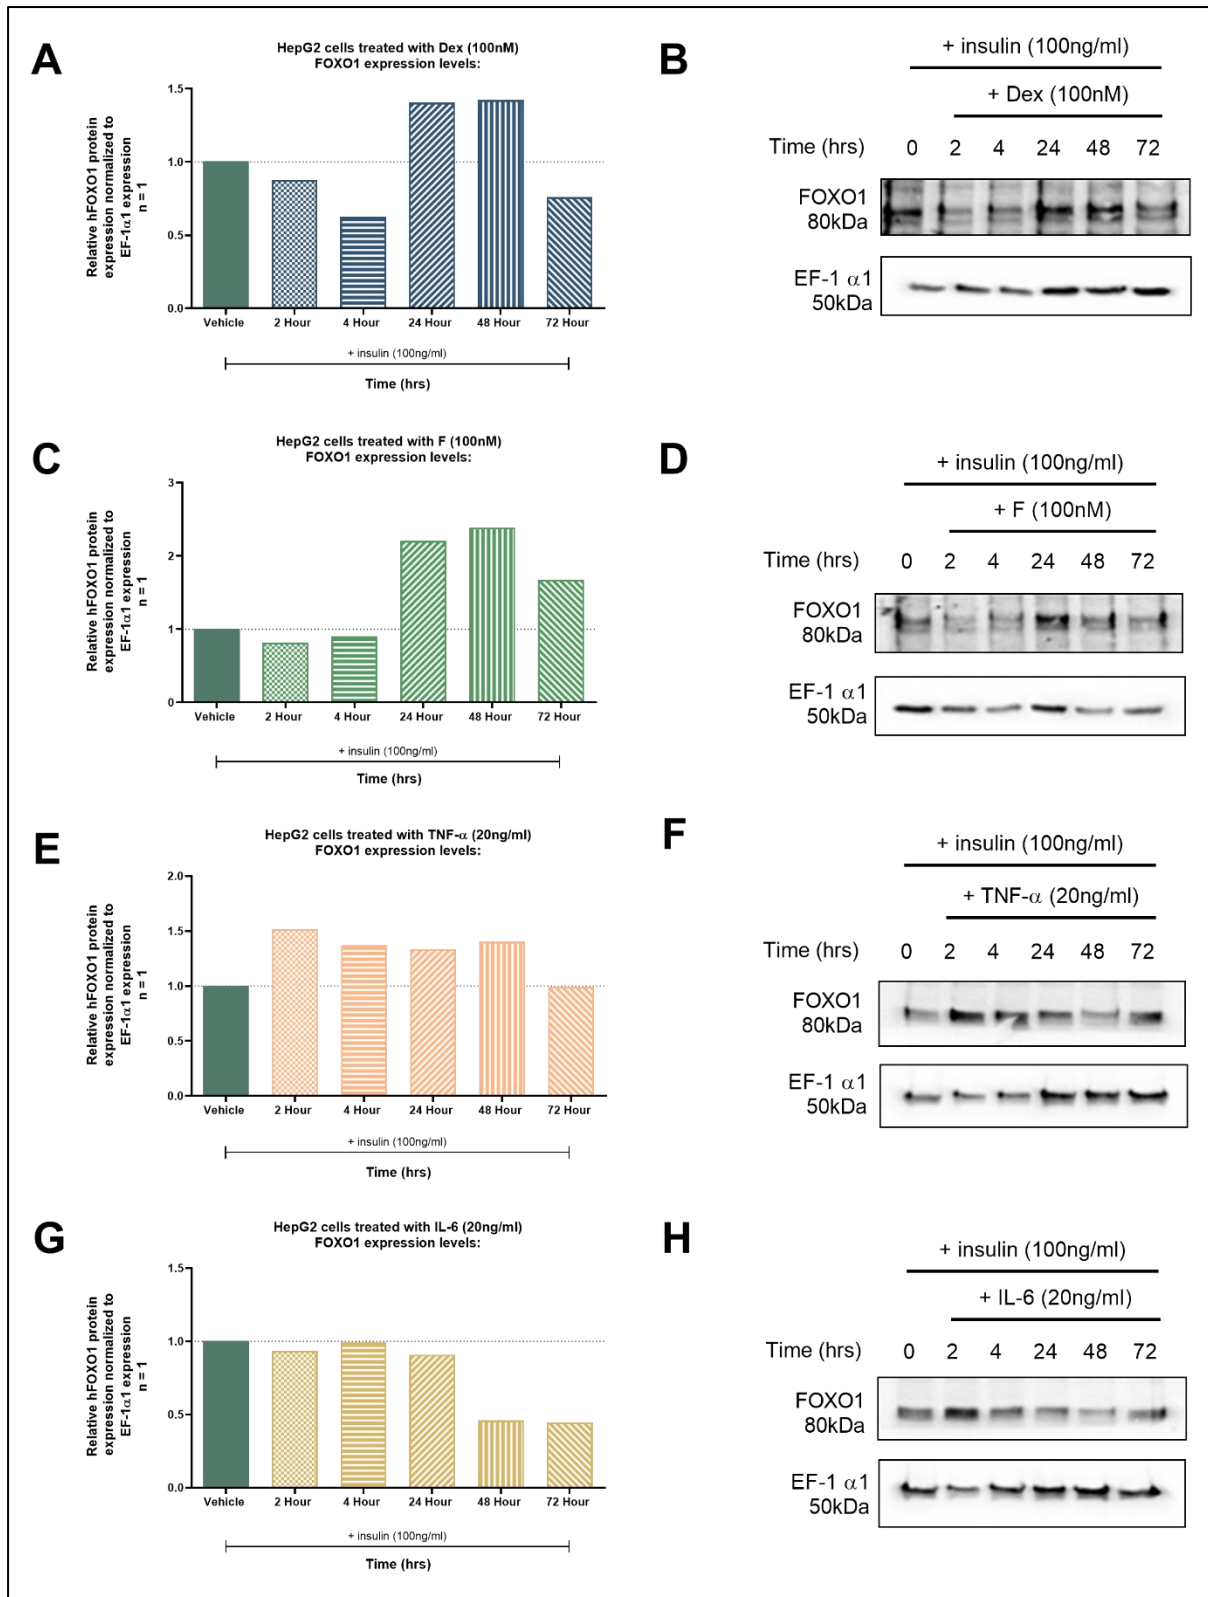 A
HepG2 cells treated with Dex (100nM)
FOXO1 expression levels:
Relative hFOXO1 protein
expression normalized to
EF-1α1 expression
n = 1
1.5
1.0
0.5
0.0
Vehicle 2 Hour 4 Hour 24 Hour 48 Hour 72 Hour
+ insulin (100ng/ml)
Time (hrs)
B
+ insulin (100ng/ml)
+ Dex (100nM)
Time (hrs) 0 2 4 24 48 72
FOXO1
80kDa
EF-1 α1
50kDa
C
HepG2 cells treated with F (100nM)
FOXO1 expression levels:
Relative hFOXO1 protein
expression normalized to
EF-1α1 expression
n = 1
3
2
1
0
Vehicle 2 Hour 4 Hour 24 Hour 48 Hour 72 Hour
+ insulin (100ng/ml)
Time (hrs)
D
+ insulin (100ng/ml)
+ F (100nM)
Time (hrs) 0 2 4 24 48 72
FOXO1
80kDa
EF-1 α1
50kDa
E
HepG2 cells treated with TNF-α (20ng/ml)
FOXO1 expression levels:
Relative hFOXO1 protein
expression normalized to
EF-1α1 expression
n = 1
2.0
1.5
1.0
0.5
0.0
Vehicle 2 Hour 4 Hour 24 Hour 48 Hour 72 Hour
+ insulin (100ng/ml)
Time (hrs)
F
+ insulin (100ng/ml)
+ TNF-α (20ng/ml)
Time (hrs) 0 2 4 24 48 72
FOXO1
80kDa
EF-1 α1
50kDa
G
HepG2 cells treated with IL-6 (20ng/ml)
FOXO1 expression levels:
Relative hFOXO1 protein
expression normalized to
EF-1α1 expression
n = 1
1.5
1.0
0.5
0.0
Vehicle 2 Hour 4 Hour 24 Hour 48 Hour 72 Hour
+ insulin (100ng/ml)
Time (hrs)
H
+ insulin (100ng/ml)
+ IL-6 (20ng/ml)
Time (hrs) 0 2 4 24 48 72
FOXO1
80kDa
EF-1 α1
50kDa